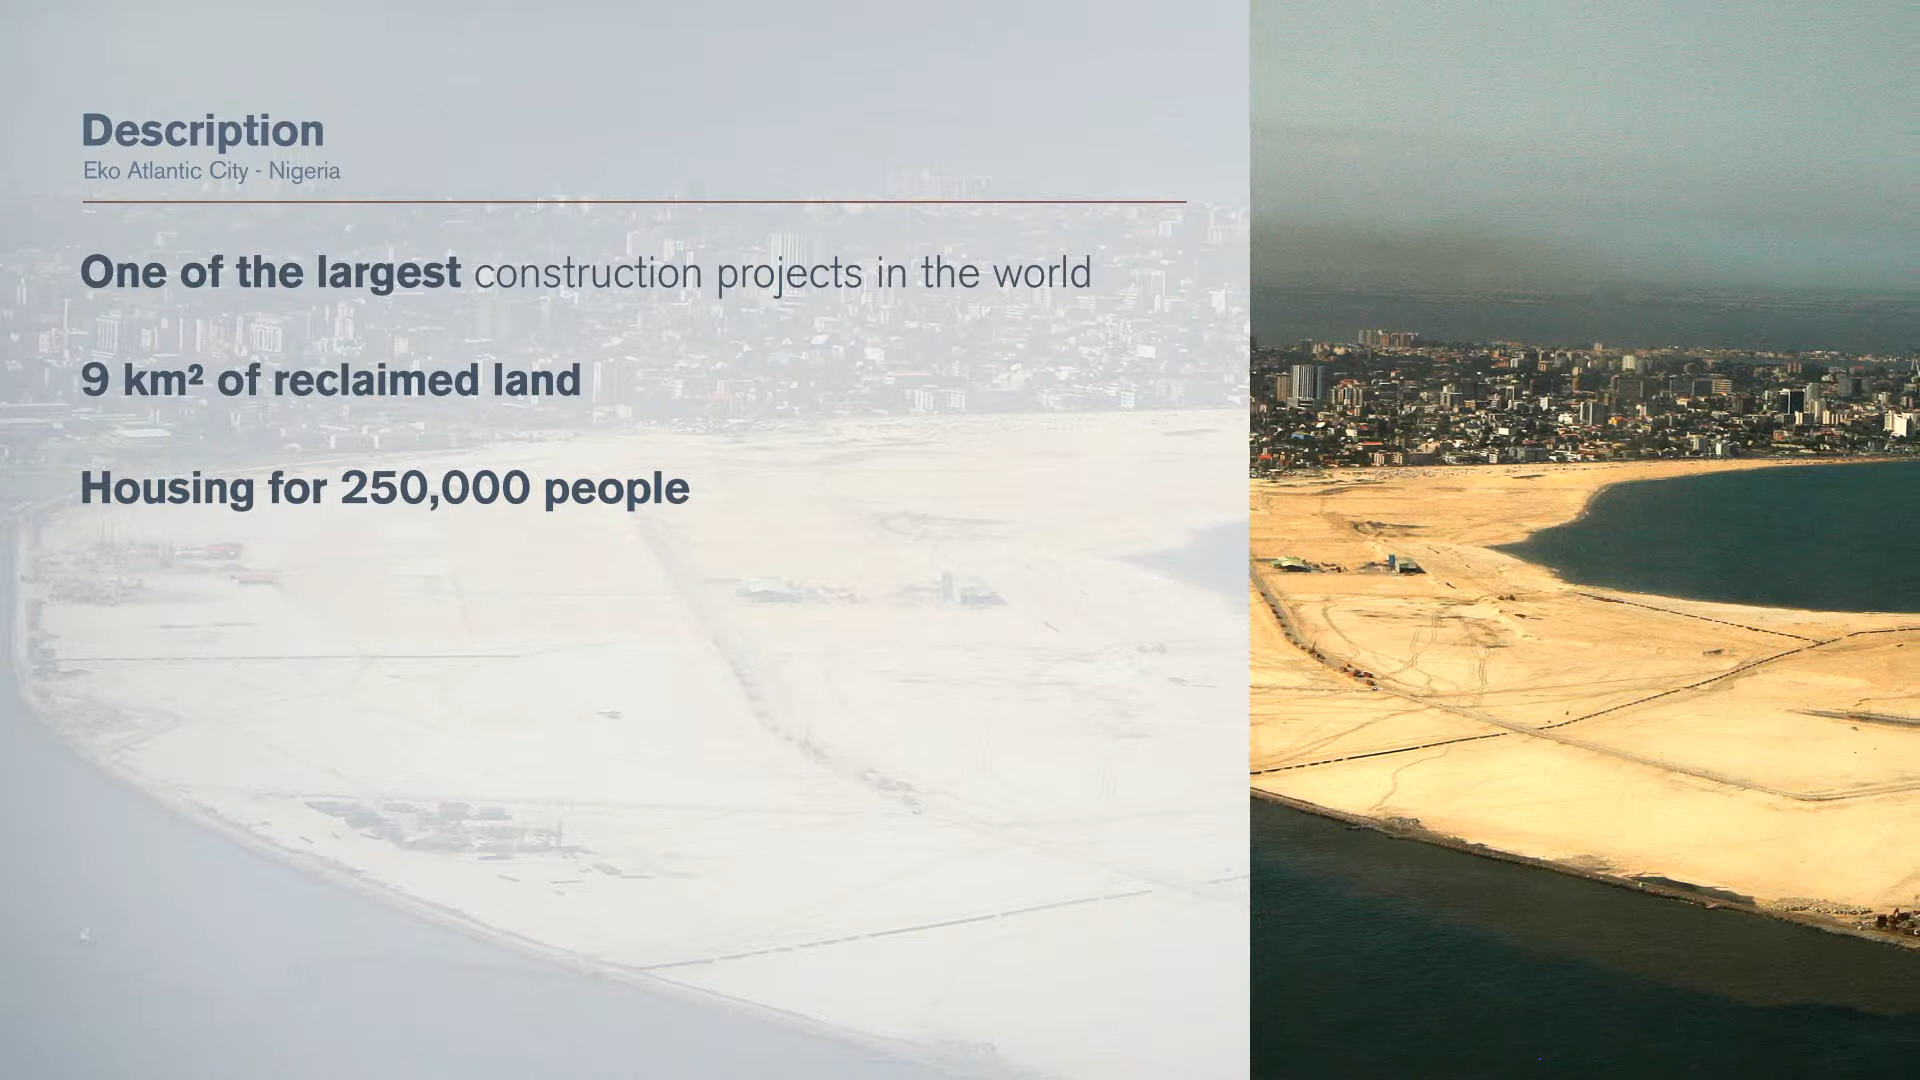 Description
Eko Atlantic City - Nigeria
One of the largest construction projects in the world
9 km² of reclaimed land
Housing for 250,000 people